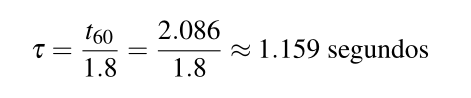 τ = t₆₀/1.8 = 2.086/1.8 ≈ 1.159 segundos